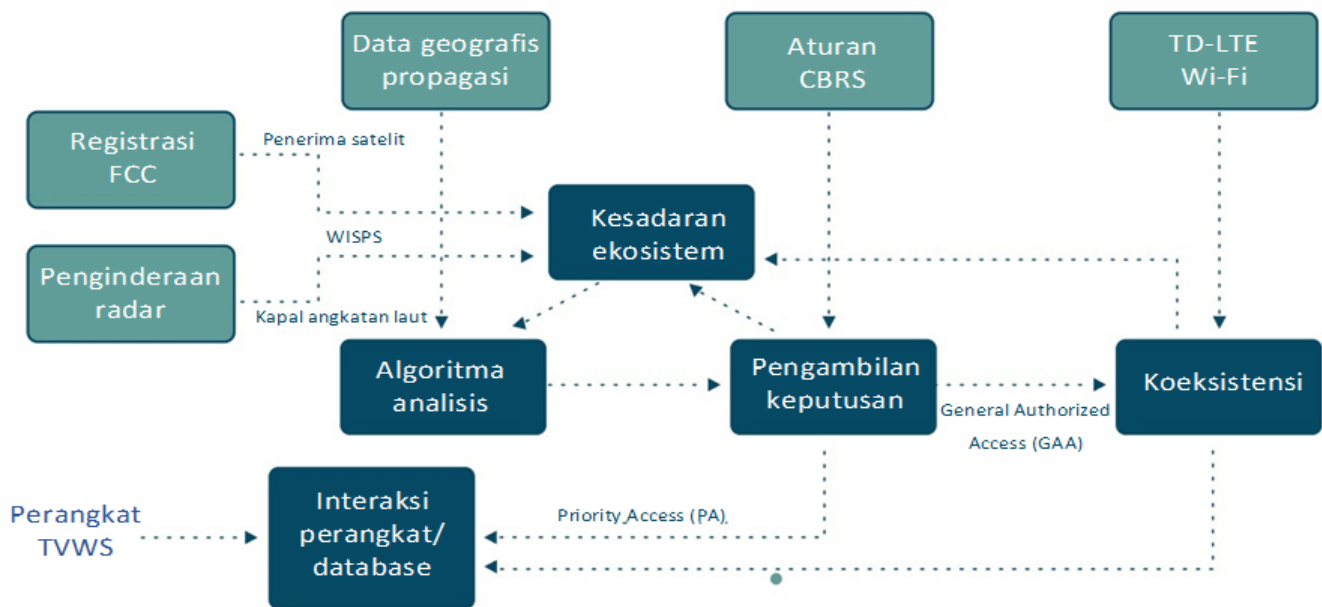 Data geografis
propagasi
Aturan
CBRS
TD-LTE
Wi-Fi
Registrasi
FCC
Penerima satelit
Kesadaran
ekosistem
WISPS
Penginderaan
radar
Kapal angkatan laut
Algoritma
analisis
Pengambilan
keputusan
General Authorized
Access (GAA)
Koeksistensi
Perangkat
TVWS
Interaksi
perangkat/
database
Priority Access (PA)